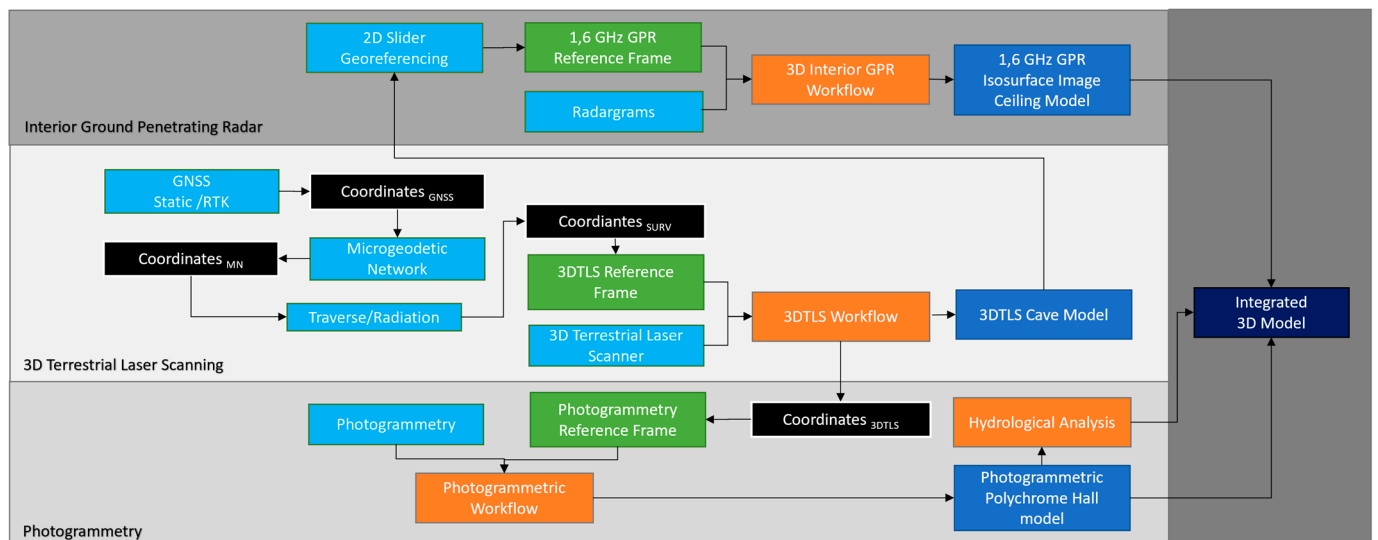 2D Slider
Georeferencing
1,6 GHz GPR
Reference Frame
Radargrams
3D Interior GPR
Workflow
1,6 GHz GPR
Isosurface Image
Ceiling Model
Interior Ground Penetrating Radar
GNSS
Static /RTK
Coordinates GNSS
Microgeodetic
Network
Coordinates MN
Traverse/Radiation
Coordiantes SURV
3DTLS Reference
Frame
3D Terrestrial Laser
Scanner
3DTLS Workflow
3DTLS Cave Model
Integrated
3D Model
3D Terrestrial Laser Scanning
Photogrammetry
Photogrammetry
Reference Frame
Coordinates 3DTLS
Hydrological Analysis
Photogrammetric
Workflow
Photogrammetric
Polychrome Hall
model
Photogrammetry